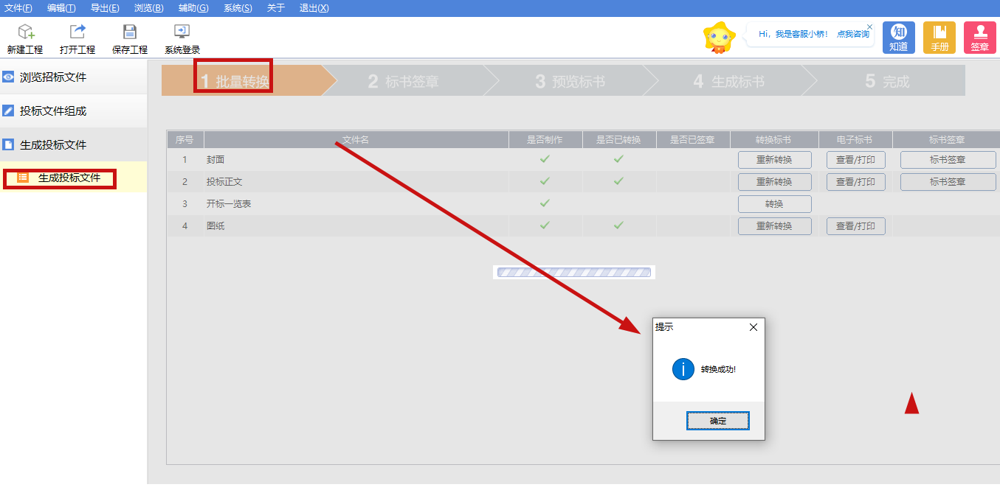 文件(F) 编辑(T) 导出(E) 浏览(B) 辅助(G) 系统(S) 关于 退出(X)
新建工程 打开工程 保存工程 系统登录
Hi，我是客服小桥! 点我咨询
知
知道 手册 签章
浏览招标文件
投标文件组成
生成投标文件
生成投标文件
1 批量转换 2 标书签章 3 预览标书 4 生成标书 5 完成
序号 文件名 是否制作 是否已转换 是否已签章 转换标书 电子标书 标书签章
1 封面 重新转换 查看/打印 标书签章
2 投标正文 重新转换 查看/打印 标书签章
3 开标一览表 转换
4 图纸 重新转换 查看/打印
提示
转换成功!
确定